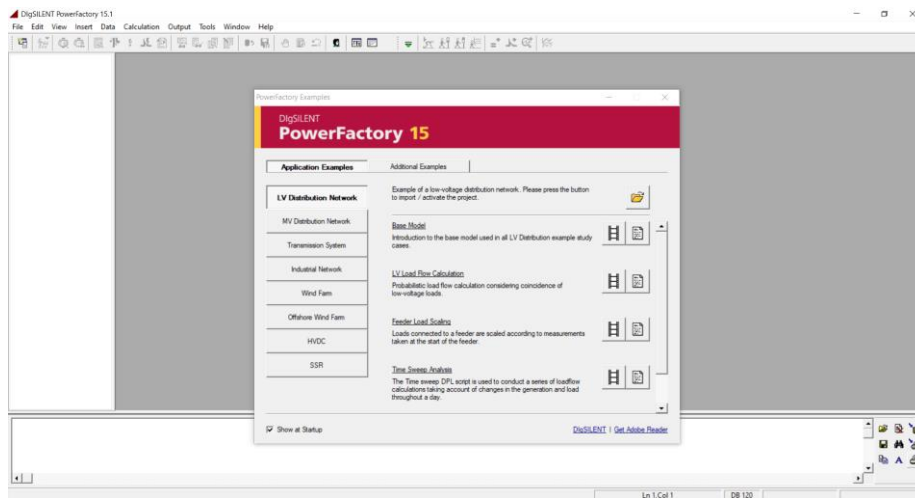 DIgSILENT PowerFactory 15.1
File Edit View Insert Data Calculation Output Tools Window Help
PowerFactory Examples
DIgSILENT
PowerFactory 15
Application Examples
Additional Examples
LV Distribution Network
Example of a low-voltage distribution network. Please press the button
to import / activate the project.
MV Distribution Network
Base Model
Introduction to the base model used in all LV Distribution example study
cases.
Transmission System
Industrial Network
LV Load Flow Calculation
Probabilistic load flow calculation considering coincidence of
low-voltage loads.
Wind Farm
Offshore Wind Farm
Feeder Load Scaling
Loads connected to a feeder are scaled according to measurements
taken at the start of the feeder.
HVDC
SSR
Time Sweep Analysis
The Time sweep DPL script is used to conduct a series of loadflow
calculations taking account of changes in the generation and load
throughout a day.
Show at Startup
DIgSILENT | Get Adobe Reader
Ln 1,Col 1
DB 120